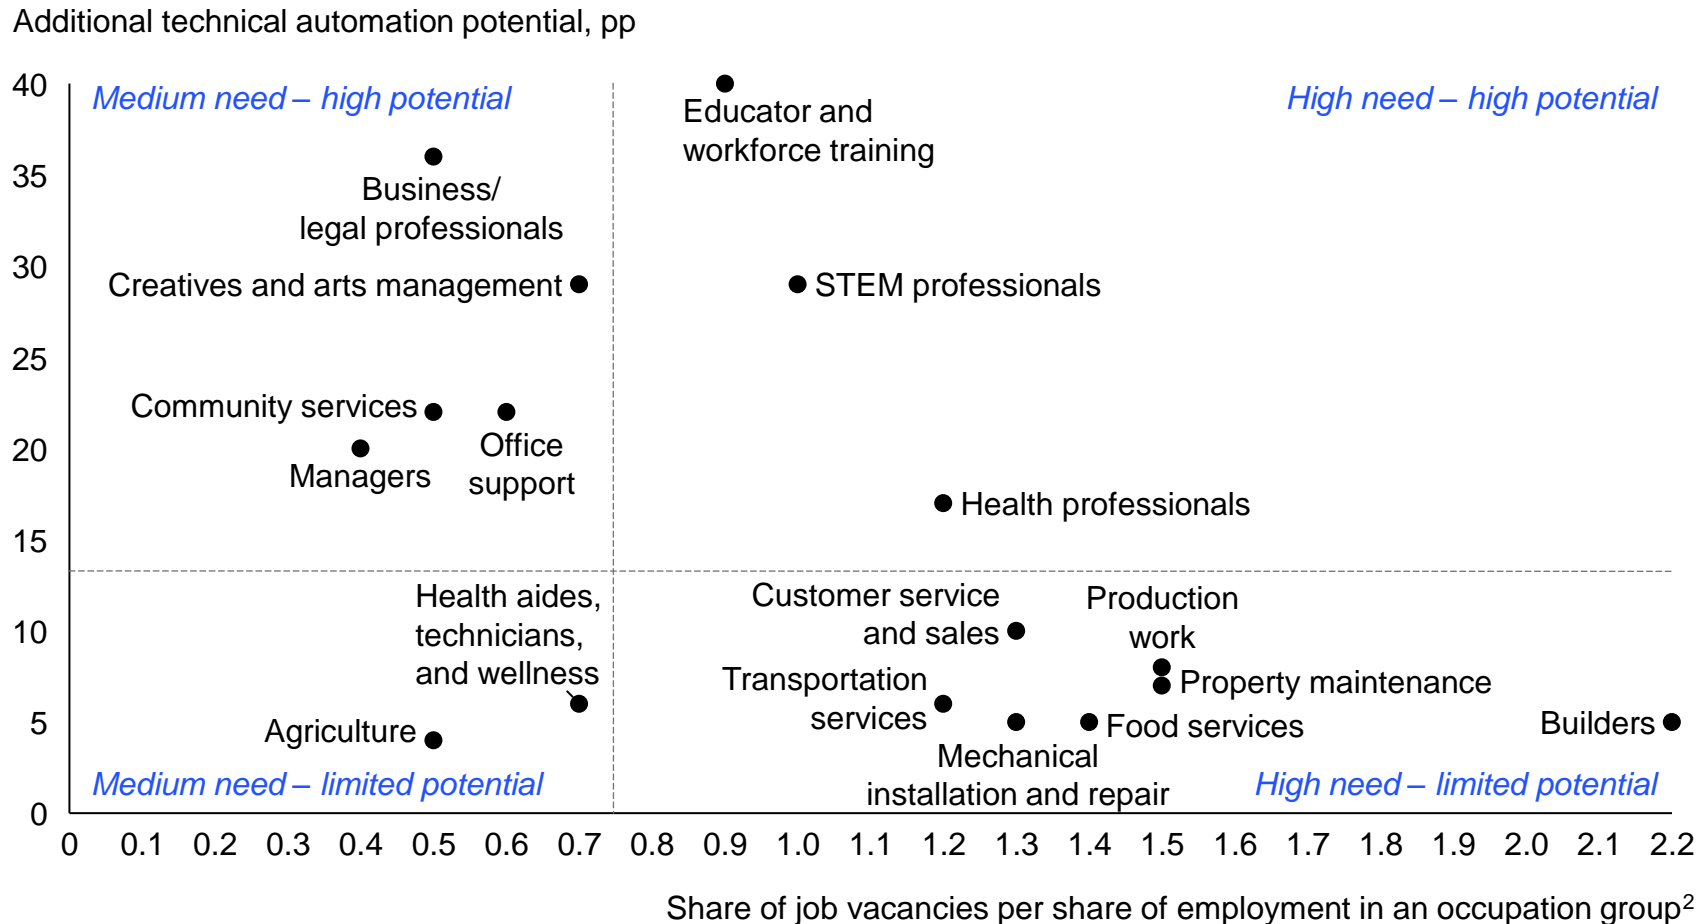 Additional technical automation potential, pp
40
35
30
25
20
15
10
5
0
Medium need – high potential
High need – high potential
Educator and
workforce training
Business/
legal professionals
Creatives and arts management
STEM professionals
Community services
Office
support
Managers
Health professionals
Health aides,
technicians,
and wellness
Customer service
and sales
Production
work
Transportation
services
Property maintenance
Agriculture
Food services
Builders
Mechanical
installation and repair
Medium need – limited potential
High need – limited potential
0 0.1 0.2 0.3 0.4 0.5 0.6 0.7 0.8 0.9 1.0 1.1 1.2 1.3 1.4 1.5 1.6 1.7 1.8 1.9 2.0 2.1 2.2
Share of job vacancies per share of employment in an occupation group²